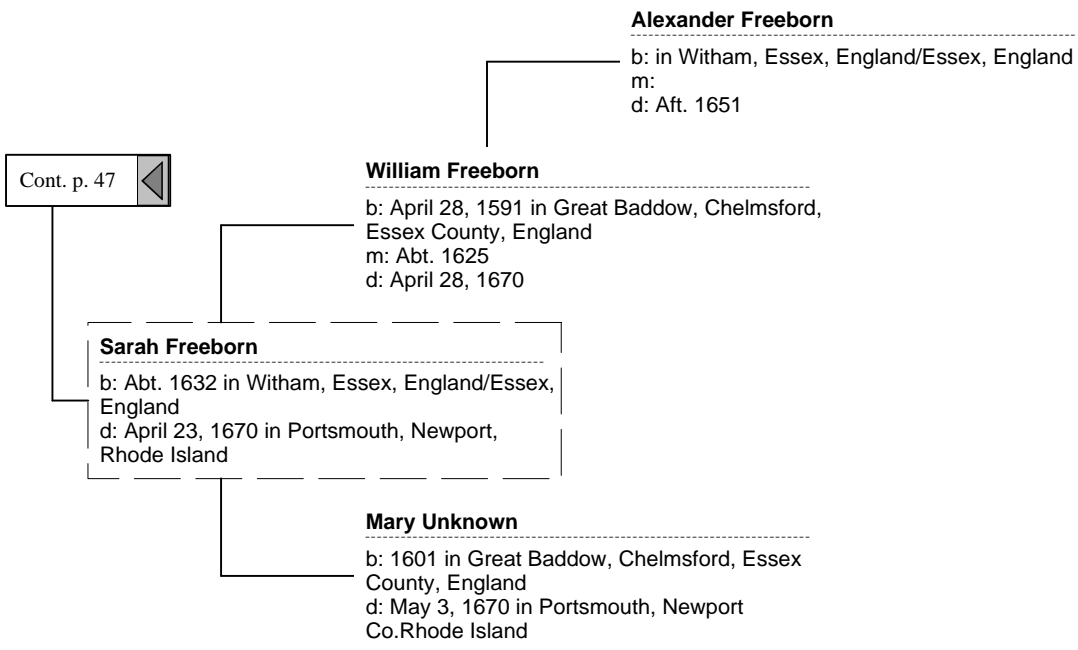 Alexander Freeborn
b: in Witham, Essex, England/Essex, England
m:
d: Aft. 1651
Cont. p. 47
William Freeborn
b: April 28, 1591 in Great Baddow, Chelmsford,
Essex County, England
m: Abt. 1625
d: April 28, 1670
Sarah Freeborn
b: Abt. 1632 in Witham, Essex, England/Essex,
England
d: April 23, 1670 in Portsmouth, Newport,
Rhode Island
Mary Unknown
b: 1601 in Great Baddow, Chelmsford, Essex
County, England
d: May 3, 1670 in Portsmouth, Newport
Co.Rhode Island